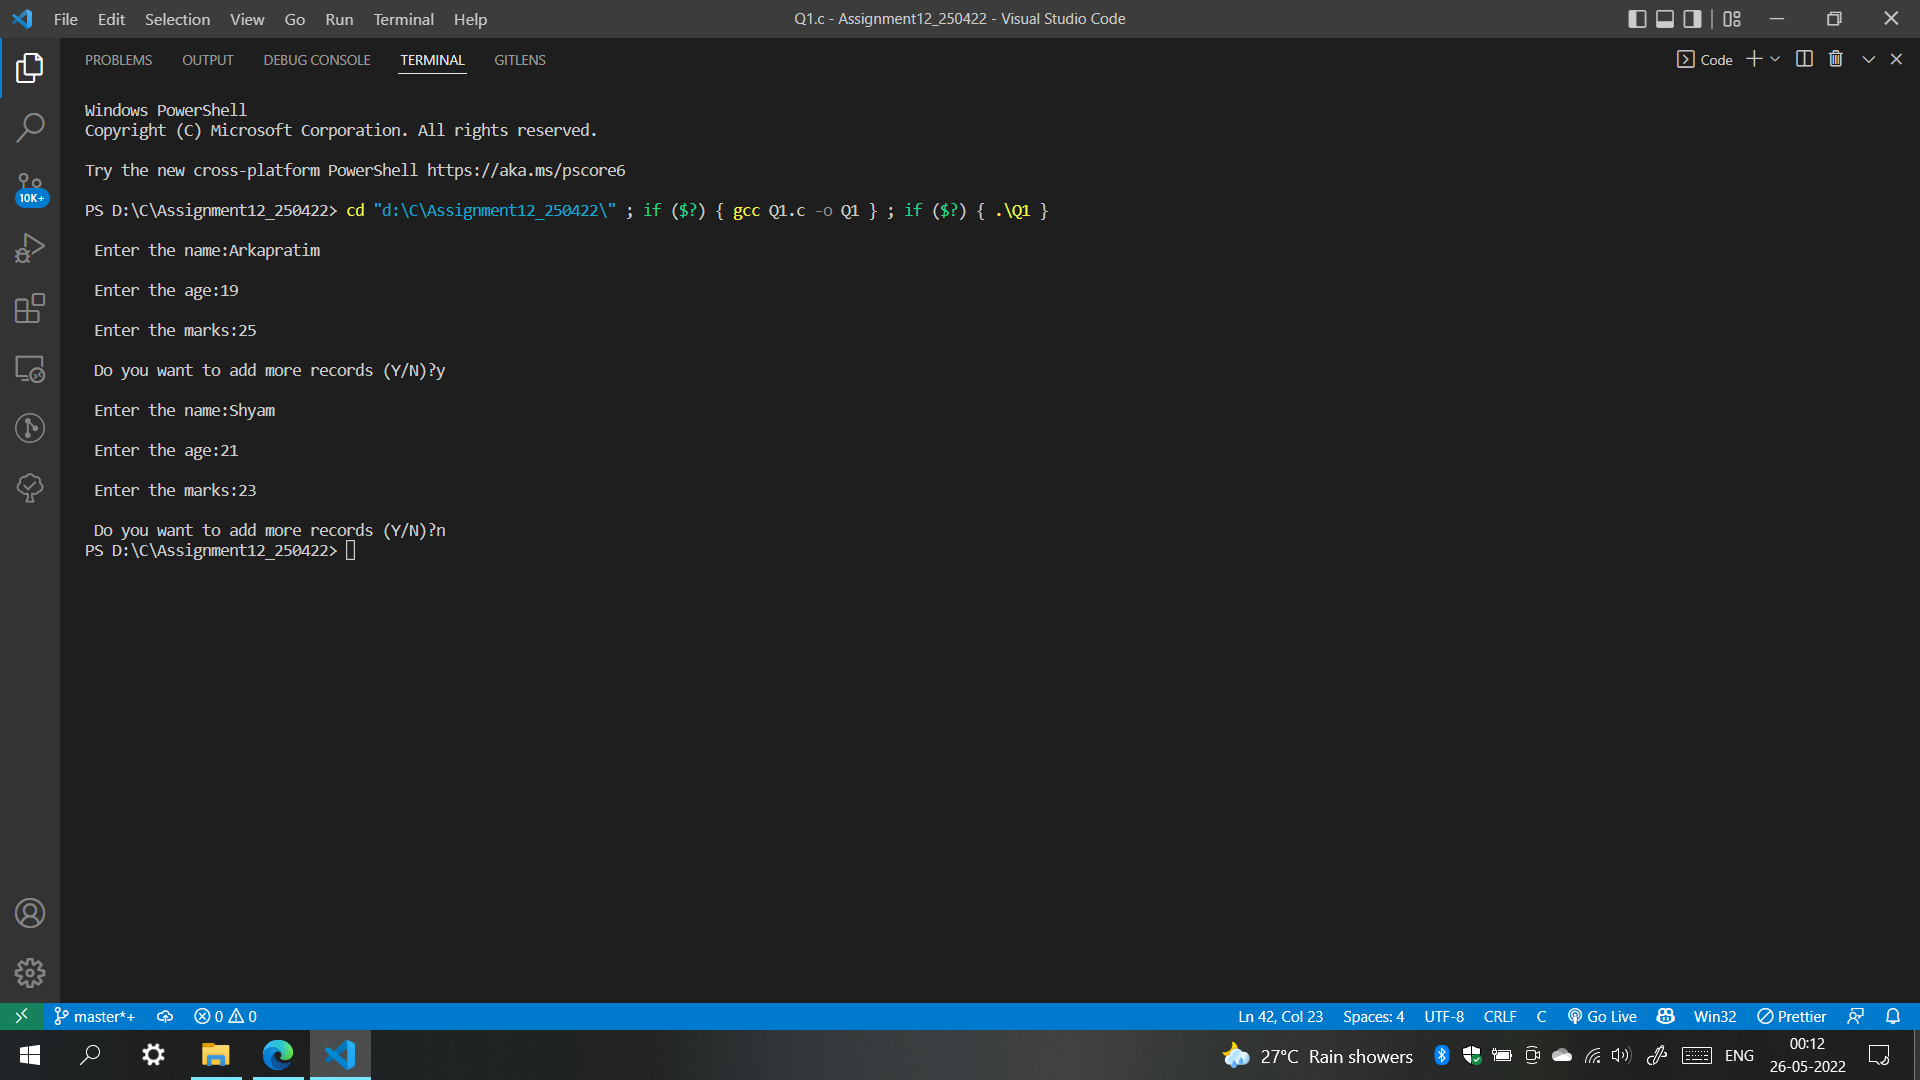 File Edit Selection View Go Run Terminal Help
Q1.c - Assignment12_250422 - Visual Studio Code
PROBLEMS OUTPUT DEBUG CONSOLE TERMINAL GITLENS
Code
Windows PowerShell
Copyright (C) Microsoft Corporation. All rights reserved.
Try the new cross-platform PowerShell https://aka.ms/pscore6
PS D:\C\Assignment12_250422> cd "d:\C\Assignment12_250422\" ; if ($?) { gcc Q1.c -o Q1 } ; if ($?) { .\Q1 }
Enter the name:Arkapratim
Enter the age:19
Enter the marks:25
Do you want to add more records (Y/N)?y
Enter the name:Shyam
Enter the age:21
Enter the marks:23
Do you want to add more records (Y/N)?n
PS D:\C\Assignment12_250422>
10K+
master*+ 0 0
Ln 42, Col 23 Spaces: 4 UTF-8 CRLF C Go Live Win32 Prettier
27°C Rain showers
ENG
00:12
26-05-2022